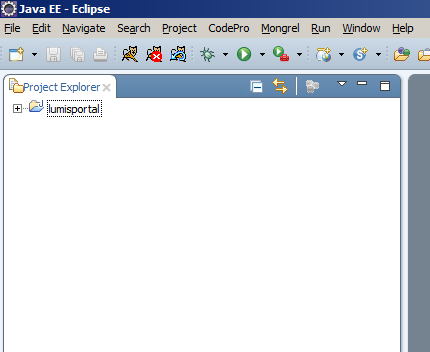 Java EE - Eclipse
File Edit Navigate Search Project CodePro Mongrel Run Window Help
Project Explorer
lumisportal